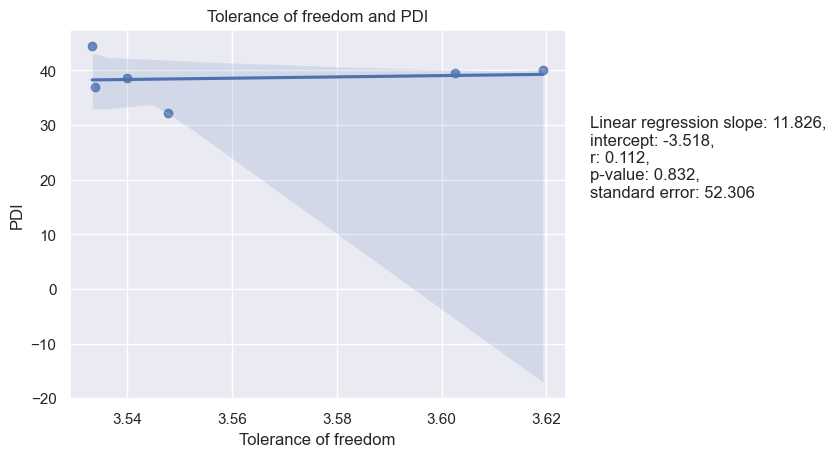 Tolerance of freedom and PDI
40
30
20
10
0
−10
−20
PDI
3.54 3.56 3.58 3.60 3.62
Tolerance of freedom
Linear regression slope: 11.826,
intercept: -3.518,
r: 0.112,
p-value: 0.832,
standard error: 52.306